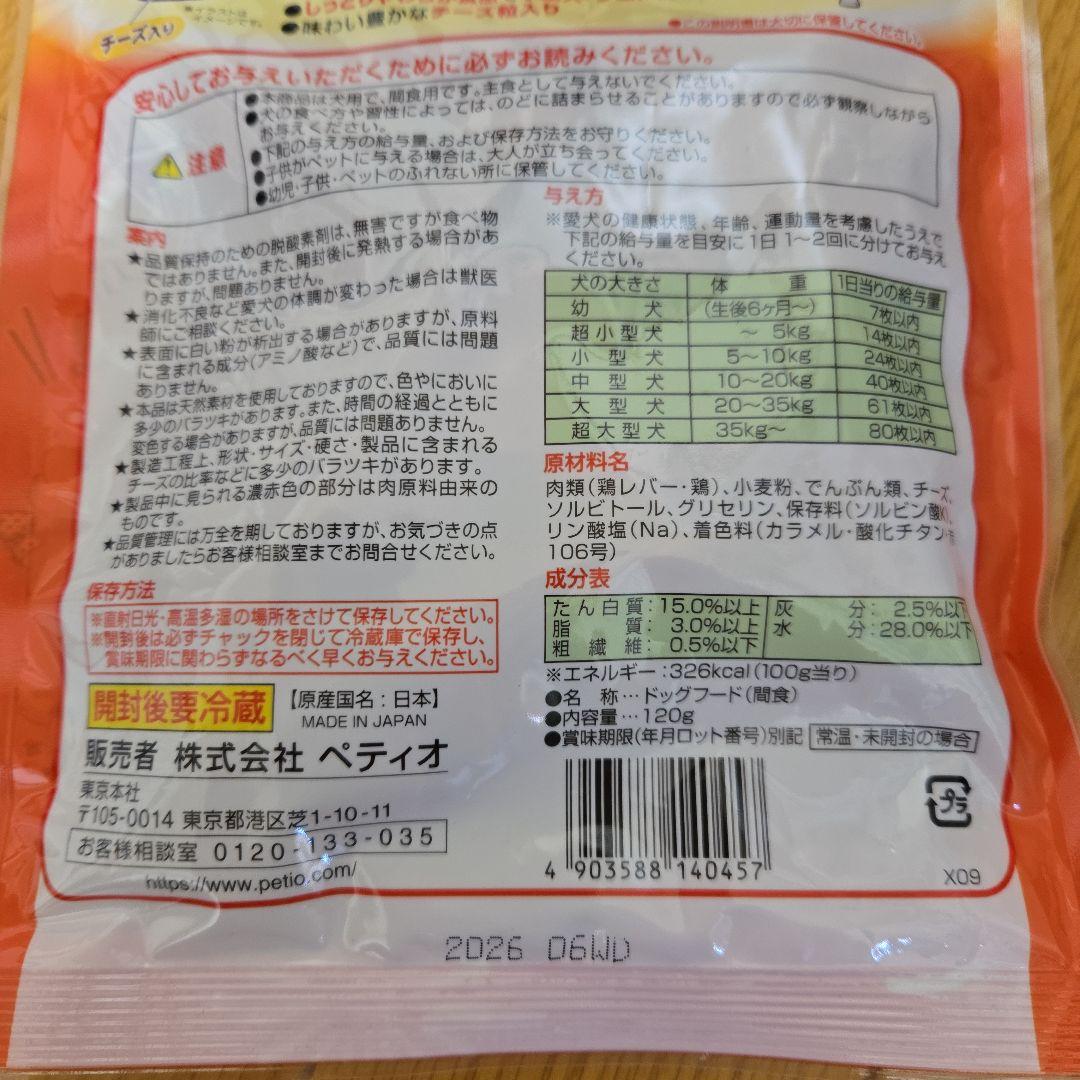 ※イラストは
イメージです。
チーズ入り
●味わい豊かなチーズ粒入り
●この説明書は大切に保管してください。
安心してお与えいただくために必ずお読みください。
注意
●本商品は犬用で、間食用です。主食として与えないでください。
●犬の食べ方や習性によっては、のどに詰まらせることがありますので必ず観察しながら
お与えください。
●下記の与え方の給与量、および保存方法をお守りください。
●子供がペットに与える場合は、大人が立ち会ってください。
●幼児・子供・ペットのふれない所に保管してください。
案内
★品質保持のための脱酸素剤は、無害ですが食べ物
ではありません。また、開封後に発熱する場合があ
りますが、問題ありません。
★消化不良など愛犬の体調が変わった場合は獣医
師にご相談ください。
★表面に白い粉が析出する場合がありますが、原料
に含まれる成分(アミノ酸など)で、品質には問題
ありません。
★本品は天然素材を使用しておりますので、色やにおいに
多少のバラツキがあります。また、時間の経過とともに
変色する場合がありますが、品質には問題ありません。
★製造工程上、形状・サイズ・硬さ・製品に含まれる
チーズの比率などに多少のバラツキがあります。
★製品中に見られる濃赤色の部分は肉原料由来の
ものです。
★品質管理には万全を期しておりますが、お気づきの点
がありましたらお客様相談室までお問合せください。
保存方法
※直射日光・高温多湿の場所をさけて保存してください。
※開封後は必ずチャックを閉じて冷蔵庫で保存し、
賞味期限に関わらずなるべく早くお与えください。
開封後要冷蔵
【原産国名:日本】
MADE IN JAPAN
販売者 株式会社 ペティオ
東京本社
〒105-0014 東京都港区芝1-10-11
お客様相談室 0120-133-035
https://www.petio.com/
与え方
※愛犬の健康状態、年齢、運動量を考慮したうえで
下記の給与量を目安に1日1~2回に分けてお与え
ください。
犬の大きさ 体重 1日当りの給与量
幼犬 (生後6ヶ月~) 7枚以内
超小型犬 ~5kg 14枚以内
小型犬 5~10kg 24枚以内
中型犬 10~20kg 40枚以内
大型犬 20~35kg 61枚以内
超大型犬 35kg~ 80枚以内
原材料名
肉類(鶏レバー・鶏)、小麦粉、でんぷん類、チーズ、
ソルビトール、グリセリン、保存料(ソルビン酸K)、
リン酸塩(Na)、着色料(カラメル・酸化チタン・
106号)
成分表
たん白質:15.0%以上 灰分:2.5%以下
脂質:3.0%以上 水分:28.0%以下
粗繊維:0.5%以下
※エネルギー:326kcal(100g当り)
●名称…ドッグフード(間食)
●内容量…120g
●賞味期限(年月ロット番号)別記 常温・未開封の場合
プラ
4 903588 140457
X09
2026 06WD